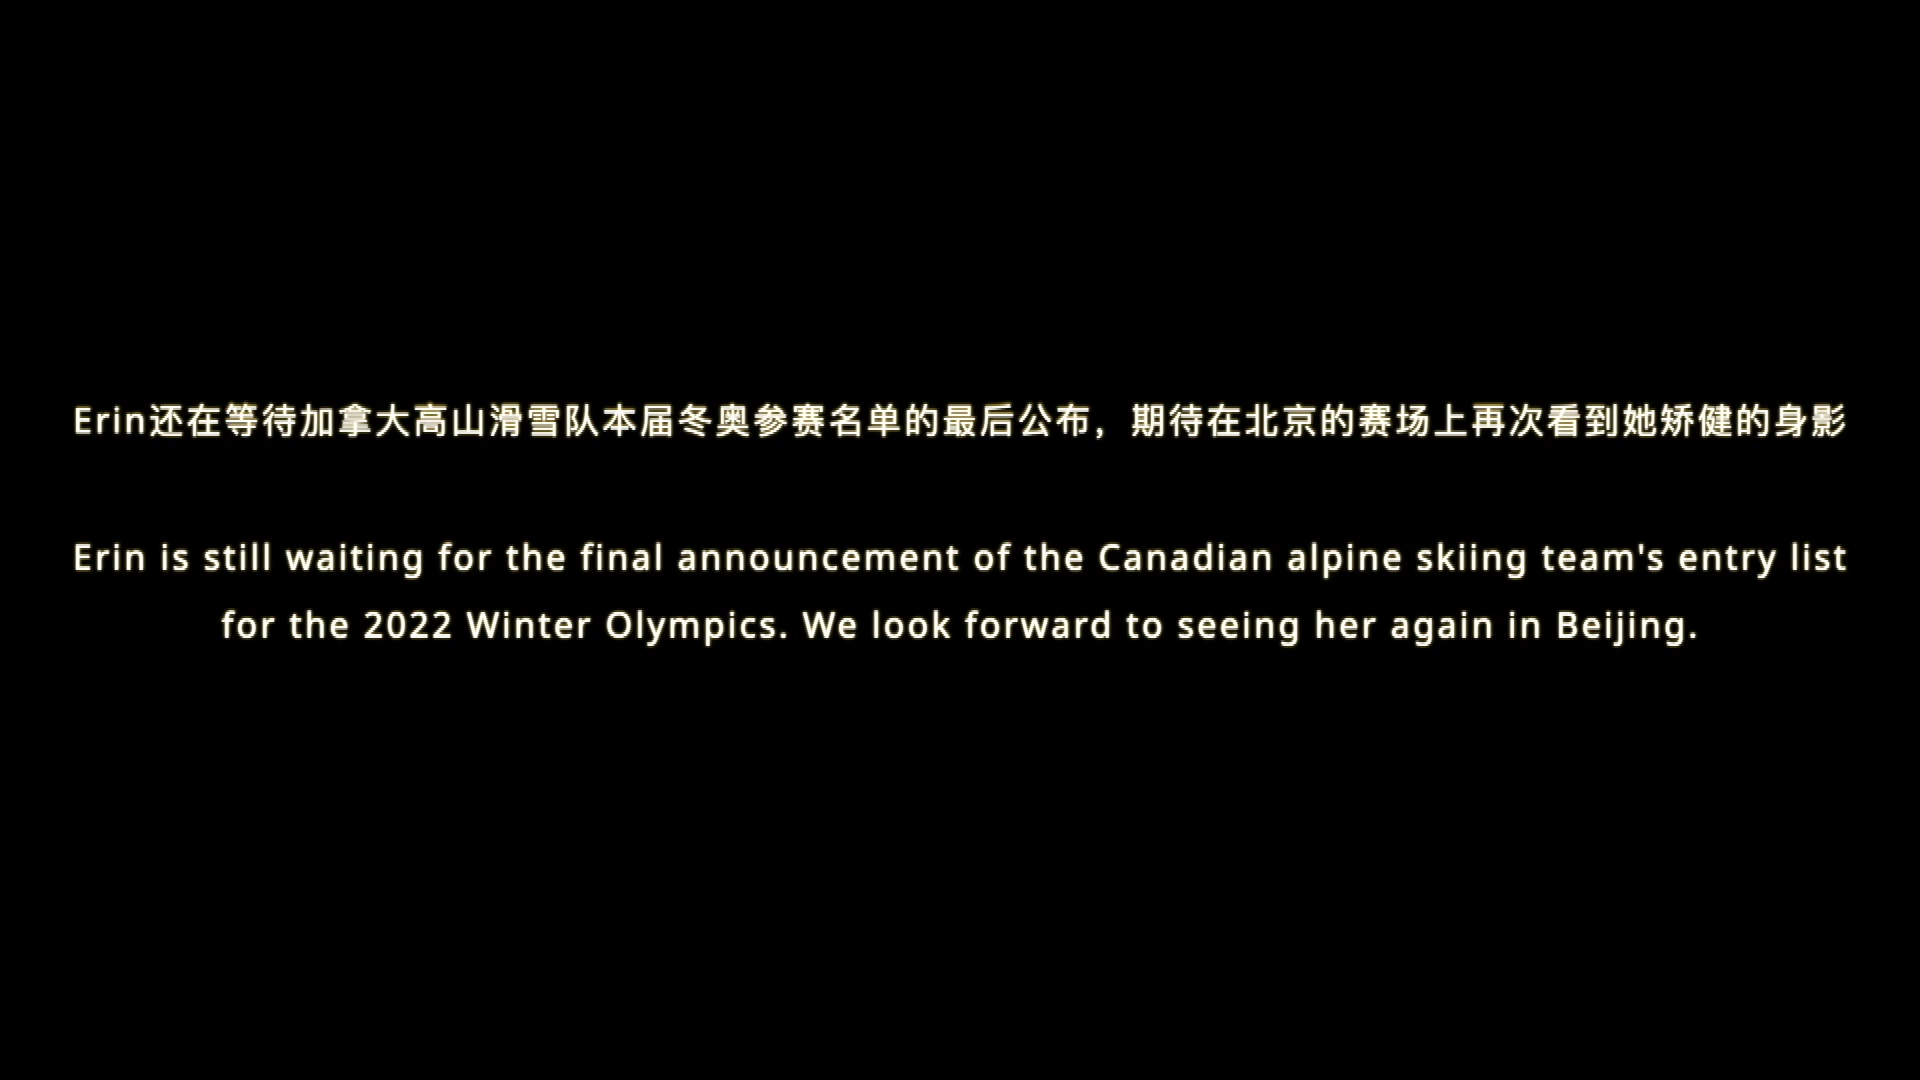 Erin还在等待加拿大高山滑雪队本届冬奥参赛名单的最后公布，期待在北京的赛场上再次看到她矫健的身影
Erin is still waiting for the final announcement of the Canadian alpine skiing team's entry list
for the 2022 Winter Olympics. We look forward to seeing her again in Beijing.